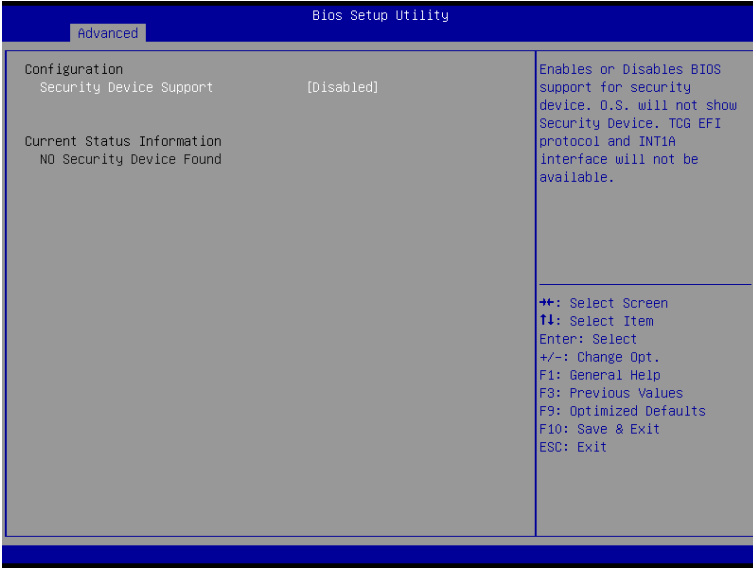 Bios Setup Utility
Advanced
Configuration
Security Device Support [Disabled]
Current Status Information
NO Security Device Found
Enables or Disables BIOS
support for security
device. O.S. will not show
Security Device. TCG EFI
protocol and INT1A
interface will not be
available.
→←: Select Screen
↑↓: Select Item
Enter: Select
+/-: Change Opt.
F1: General Help
F3: Previous Values
F9: Optimized Defaults
F10: Save & Exit
ESC: Exit